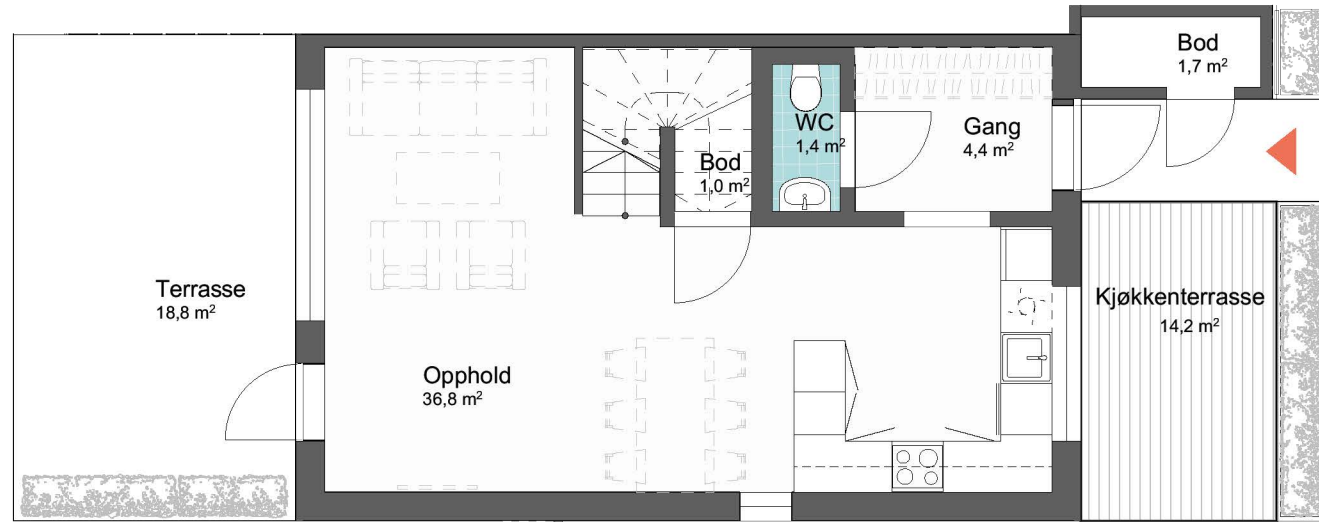 Bod
1,7 m²
WC
1,4 m²
Gang
4,4 m²
Bod
1,0 m²
Terrasse
18,8 m²
Kjøkkenterrasse
14,2 m²
Opphold
36,8 m²